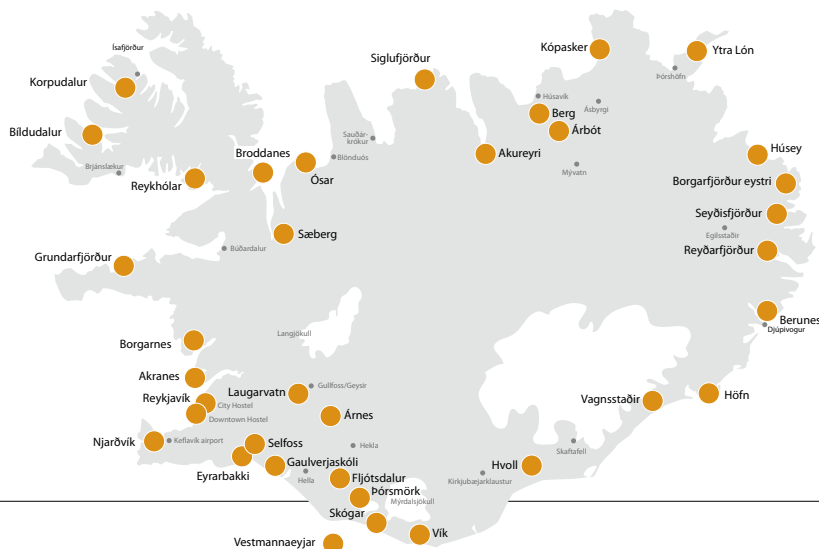 Ísafjörður
Korpudalur
Bíldudalur
Brjánslækur
Reykhólar
Broddanes
Ósar
Sæberg
Búðardalur
Grundarfjörður
Siglufjörður
Sauðár-
krókur
Blönduós
Akureyri
Kópasker
Húsavík
Ásbyrgi
Berg
Árbót
Mývatn
Ytra Lón
Þórshöfn
Húsey
Borgarfjörður eystri
Seyðisfjörður
Egilsstaðir
Reyðarfjörður
Berunes
Djúpivogur
Höfn
Vagnsstaðir
Skaftafell
Hvoll
Kirkjubæjarklaustur
Langjökull
Borgarnes
Akranes
Reykjavík
City Hostel
Downtown Hostel
Laugarvatn
Gullfoss/Geysir
Árnes
Njarðvík
Keflavík airport
Selfoss
Eyrarbakki
Gaulverjaskóli
Hella
Hekla
Fljótsdalur
Þórsmörk
Mýrdalsjökull
Skógar
Vík
Vestmannaeyjar